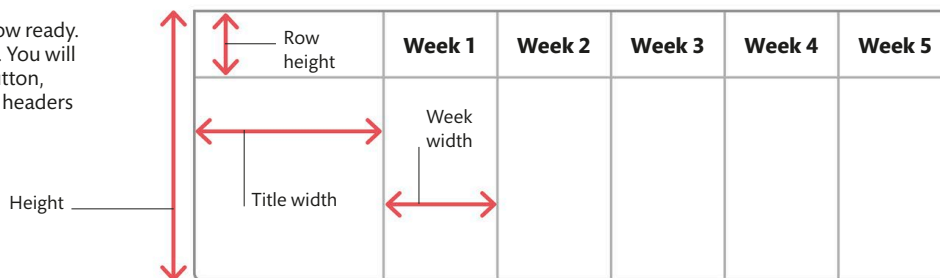 ow ready.
. You will
tton,
headers
Row
height
Week 1
Week 2
Week 3
Week 4
Week 5
Week
width
Title width
Height